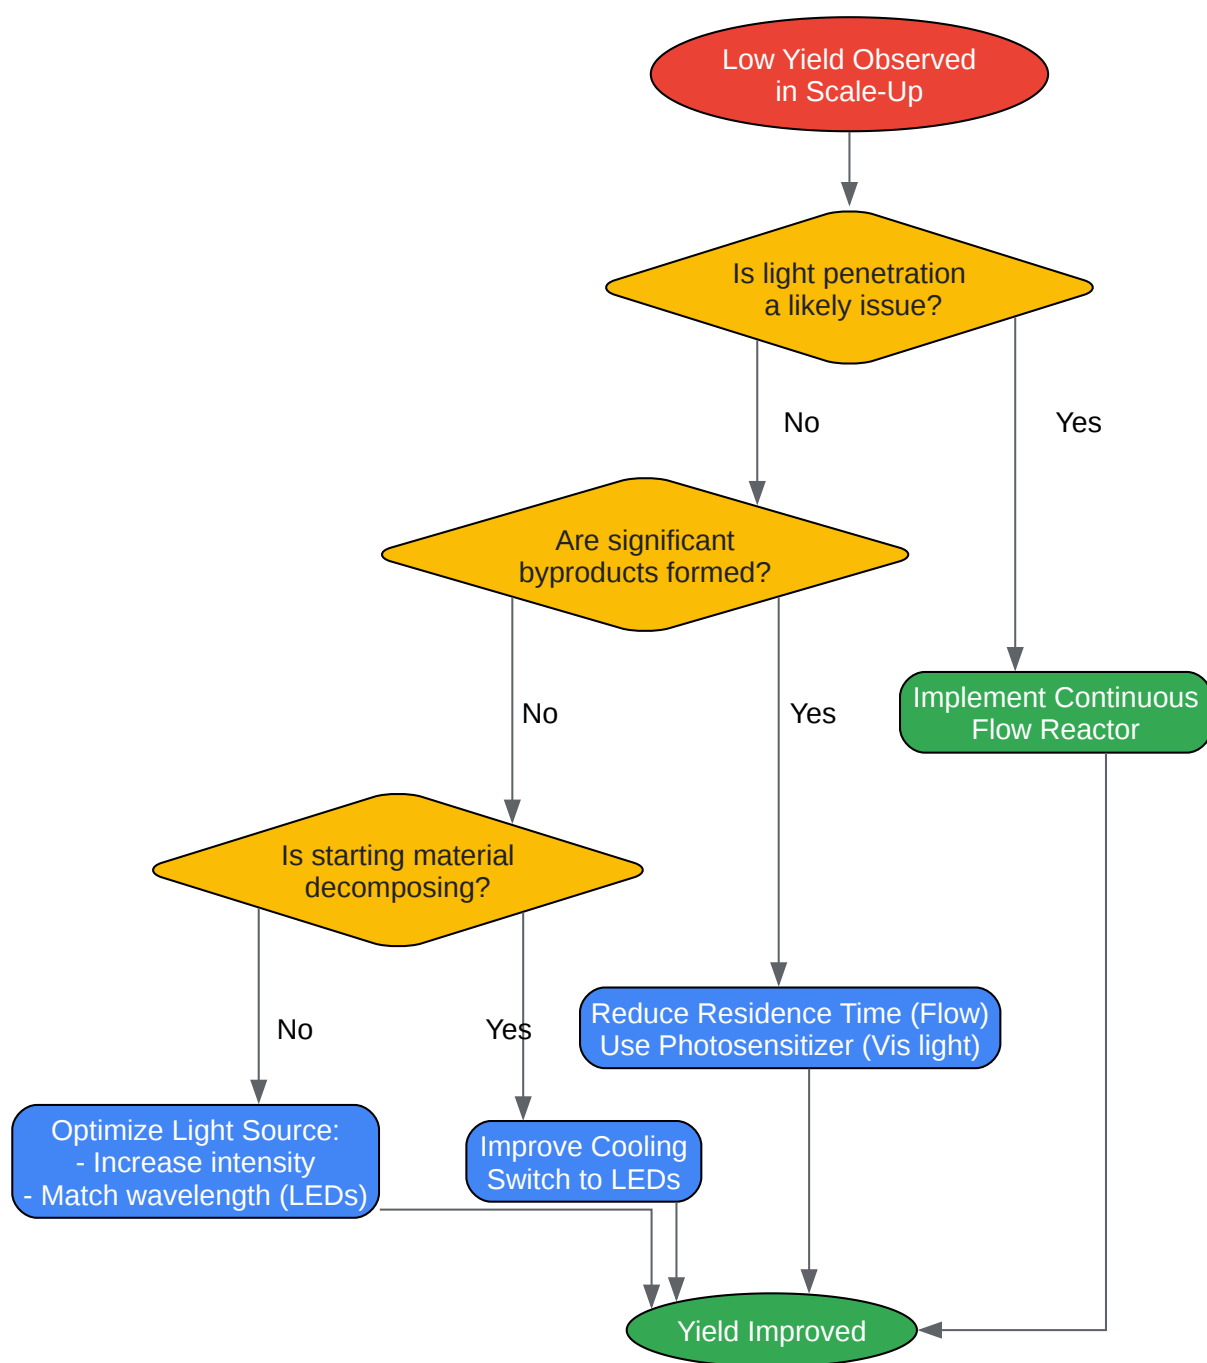 Low Yield Observed
in Scale-Up
Is light penetration
a likely issue?
No
Yes
Are significant
byproducts formed?
No
Yes
Implement Continuous
Flow Reactor
Is starting material
decomposing?
No
Yes
Reduce Residence Time (Flow)
Use Photosensitizer (Vis light)
Optimize Light Source:
- Increase intensity
- Match wavelength (LEDs)
Improve Cooling
Switch to LEDs
Yield Improved